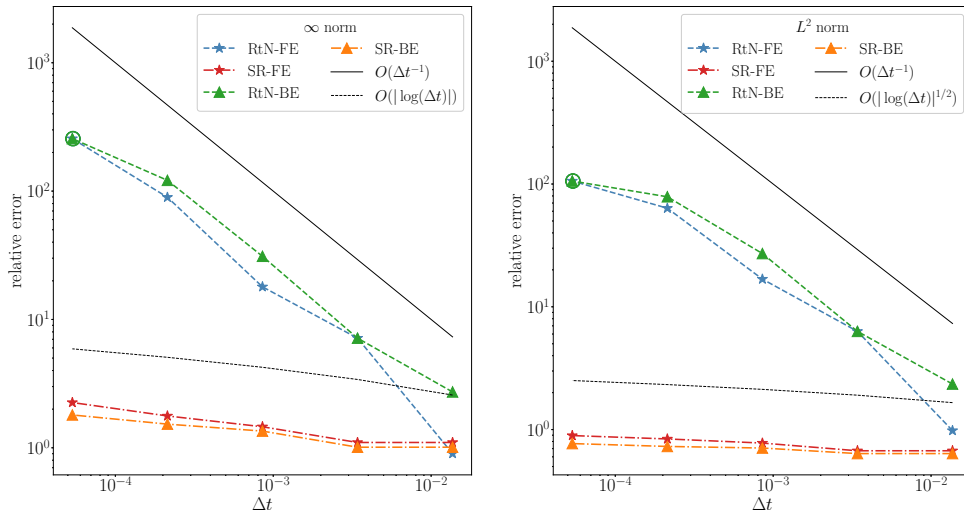 ∞ norm
RtN-FE
SR-FE
RtN-BE
SR-BE
O(Δt⁻¹)
O(|log(Δt)|)
relative error
10³
10²
10¹
10⁰
10⁻⁴
10⁻³
10⁻²
Δt
L² norm
RtN-FE
SR-FE
RtN-BE
SR-BE
O(Δt⁻¹)
O(|log(Δt)|^{1/2})
relative error
10³
10²
10¹
10⁰
10⁻⁴
10⁻³
10⁻²
Δt